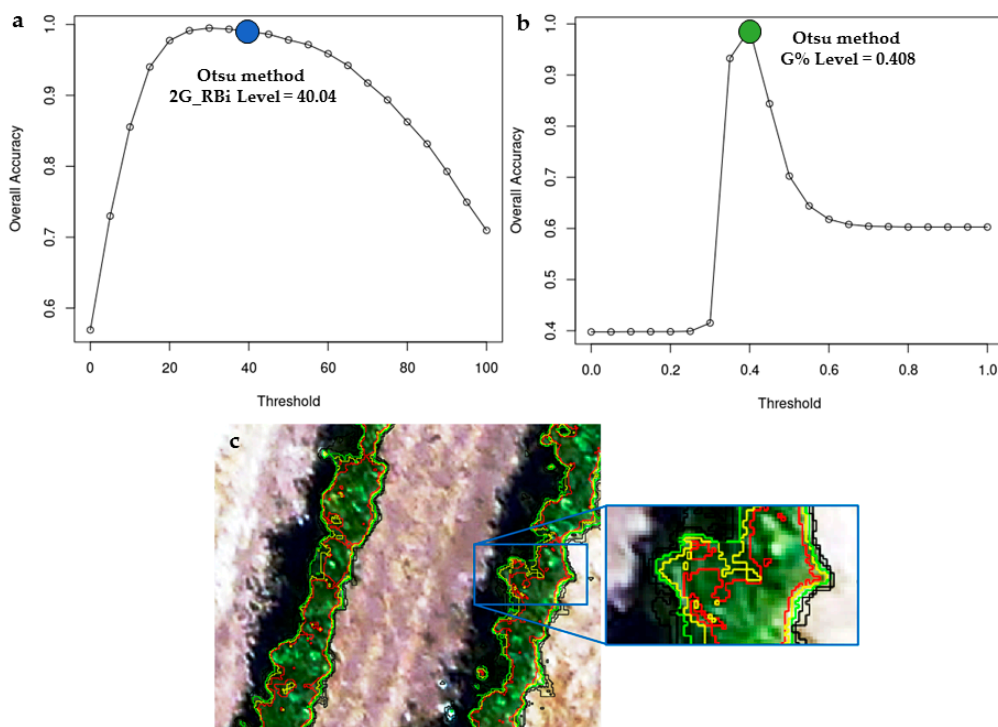 a
Otsu method
2G_RBi Level = 40.04
Overall Accuracy
1.0
0.9
0.8
0.7
0.6
0
20
40
60
80
100
Threshold
b
Otsu method
G% Level = 0.408
Overall Accuracy
1.0
0.9
0.8
0.7
0.6
0.5
0.4
0.0
0.2
0.4
0.6
0.8
1.0
Threshold
c